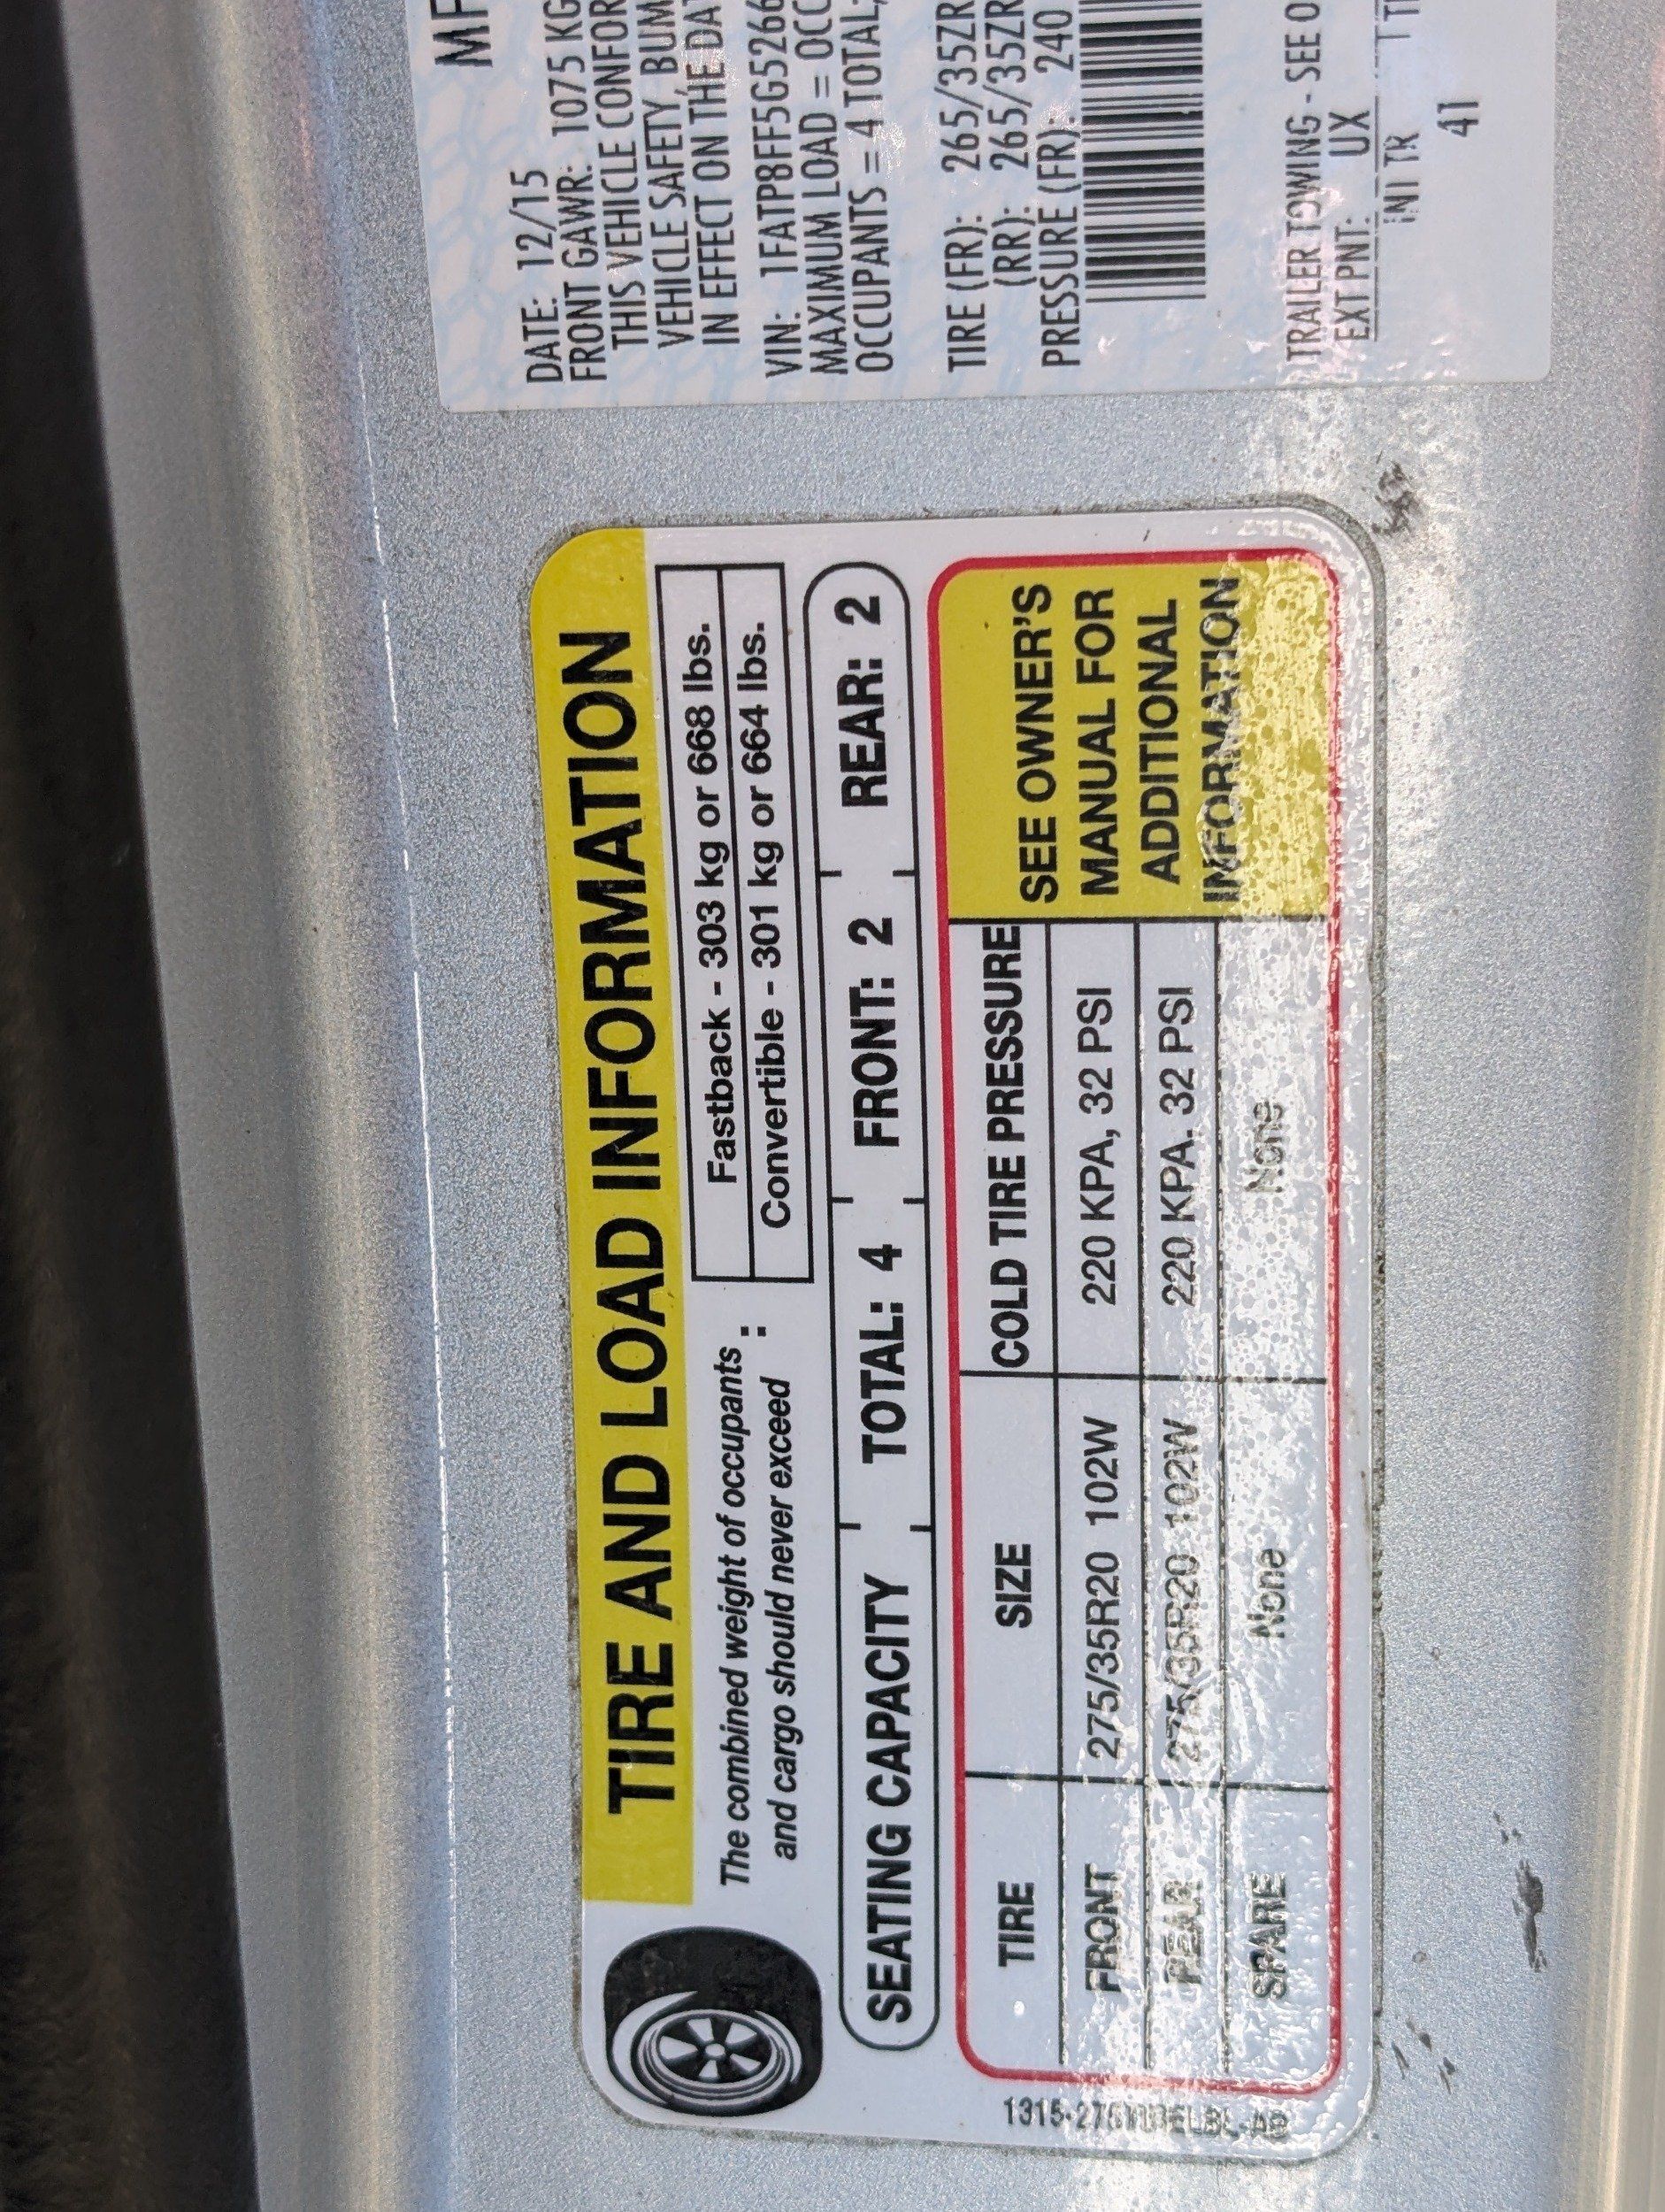 TIRE AND LOAD INFORMATION
The combined weight of occupants
and cargo should never exceed :
Fastback - 303 kg or 668 lbs.
Convertible - 301 kg or 664 lbs.
SEATING CAPACITY TOTAL: 4 FRONT: 2 REAR: 2
TIRE SIZE COLD TIRE PRESSURE
FRONT 275/35R20 102W 220 KPA, 32 PSI
REAR 275/35R20 102W 220 KPA. 32 PSI
SPARE None None
SEE OWNER'S
MANUAL FOR
ADDITIONAL
INFORMATION
MF
DATE: 12/15
FRONT GAWR: 1075 KG
THIS VEHICLE CONFOR
VEHICLE SAFETY, BUM
IN EFFECT ON THE DA
VIN: 1FATP8FF5G5266
MAXIMUM LOAD = OCC
OCCUPANTS = 4 TOTAL,
TIRE (FR): 265/35ZR
(RR): 265/35ZR
PRESSURE (FR): 240
TRAILER TOWING - SEE O
EXT PNT: UX
INT TR
41